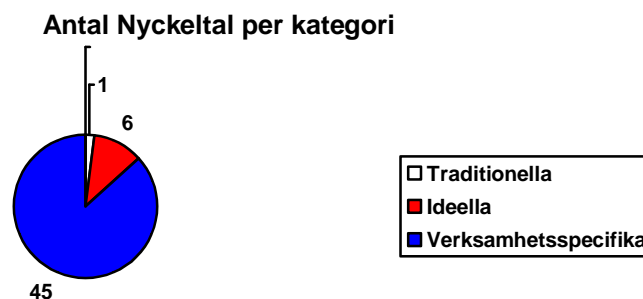 Antal Nyckeltal per kategori
1
6
45
Traditionella
Ideella
Verksamhetsspecifika